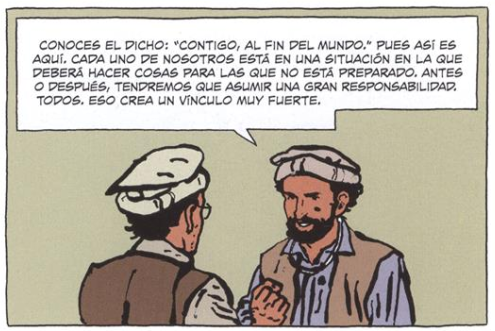 CONOCES EL DICHO: "CONTIGO, AL FIN DEL MUNDO." PUES ASÍ ES
AQUÍ. CADA UNO DE NOSOTROS ESTÁ EN UNA SITUACIÓN EN LA QUE
DEBERÁ HACER COSAS PARA LAS QUE NO ESTÁ PREPARADO. ANTES
O DESPUÉS, TENDREMOS QUE ASUMIR UNA GRAN RESPONSABILIDAD.
TODOS. ESO CREA UN VÍNCULO MUY FUERTE.